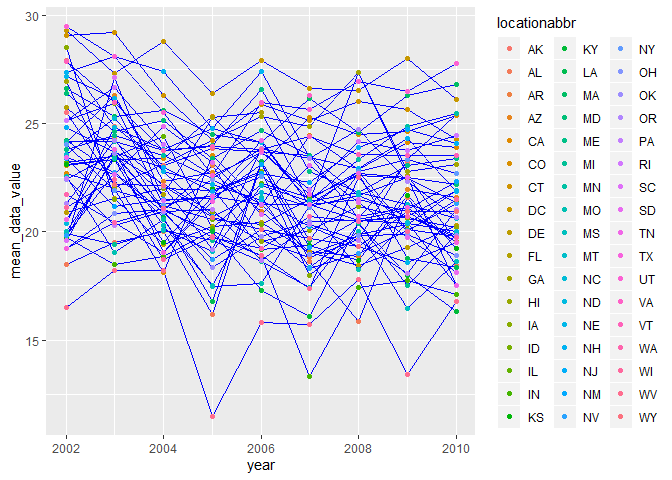 locationabbr
30
25
20
15
mean_data_value
2002 2004 2006 2008 2010
year
AK KY NY
AL LA OH
AR MA OK
AZ MD OR
CA ME PA
CO MI RI
CT MN SC
DC MO SD
DE MS TN
FL MT TX
GA NC UT
HI ND VA
IA NE VT
ID NH WA
IL NJ WI
IN NM WV
KS NV WY